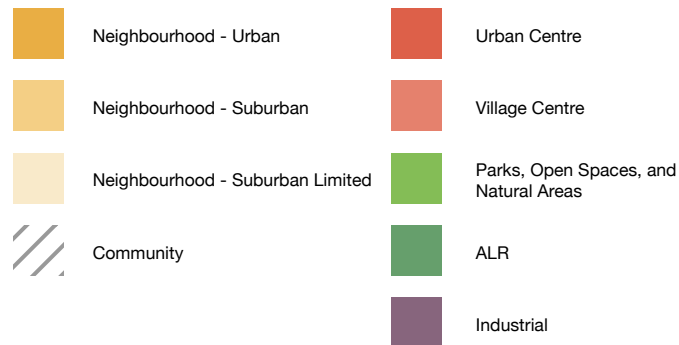 Neighbourhood - Urban
Neighbourhood - Suburban
Neighbourhood - Suburban Limited
Community
Urban Centre
Village Centre
Parks, Open Spaces, and
Natural Areas
ALR
Industrial